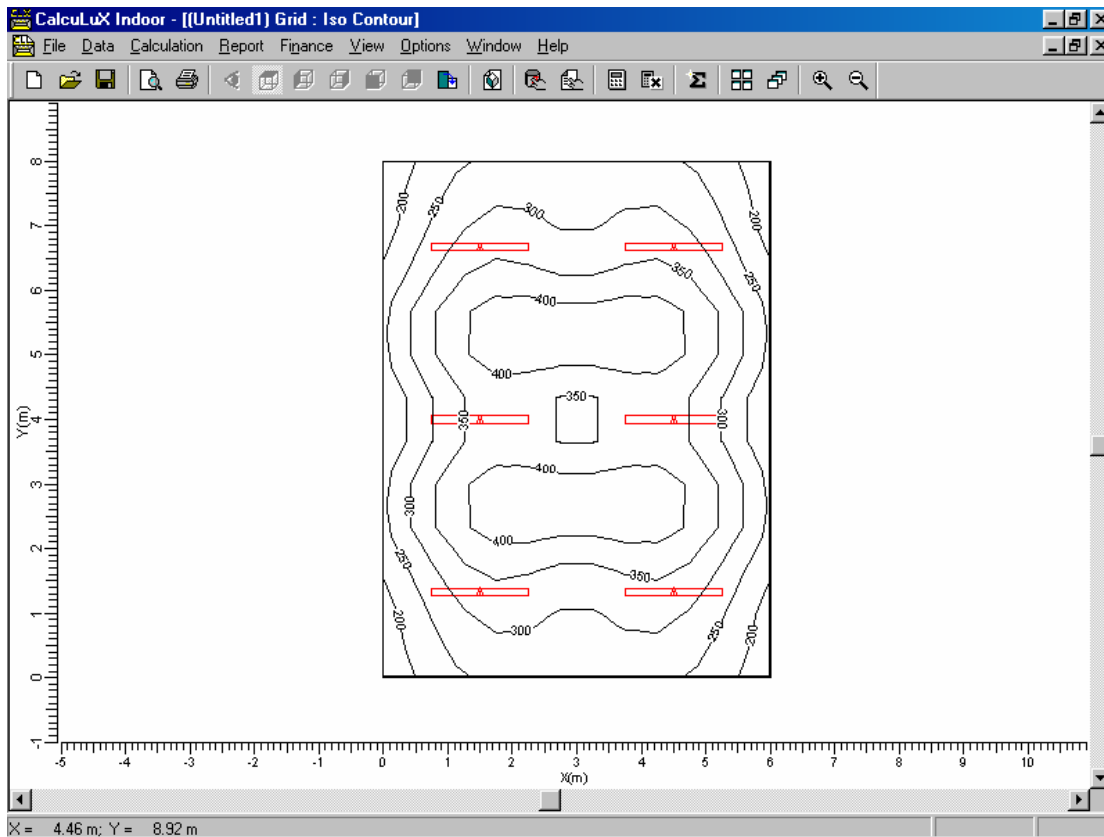 CalcuLuX Indoor - [(Untitled1) Grid : Iso Contour]
File Data Calculation Report Finance View Options Window Help
8
200 250 300 200
7
350 250
6
400
5
400
350
4
350 300
Y(m)
3
400
300
2
400
250 350
1
200 300 250 200
0
-1
-5 -4 -3 -2 -1 0 1 2 3 4 5 6 7 8 9 10
X(m)
X = 4.46 m; Y = 8.92 m